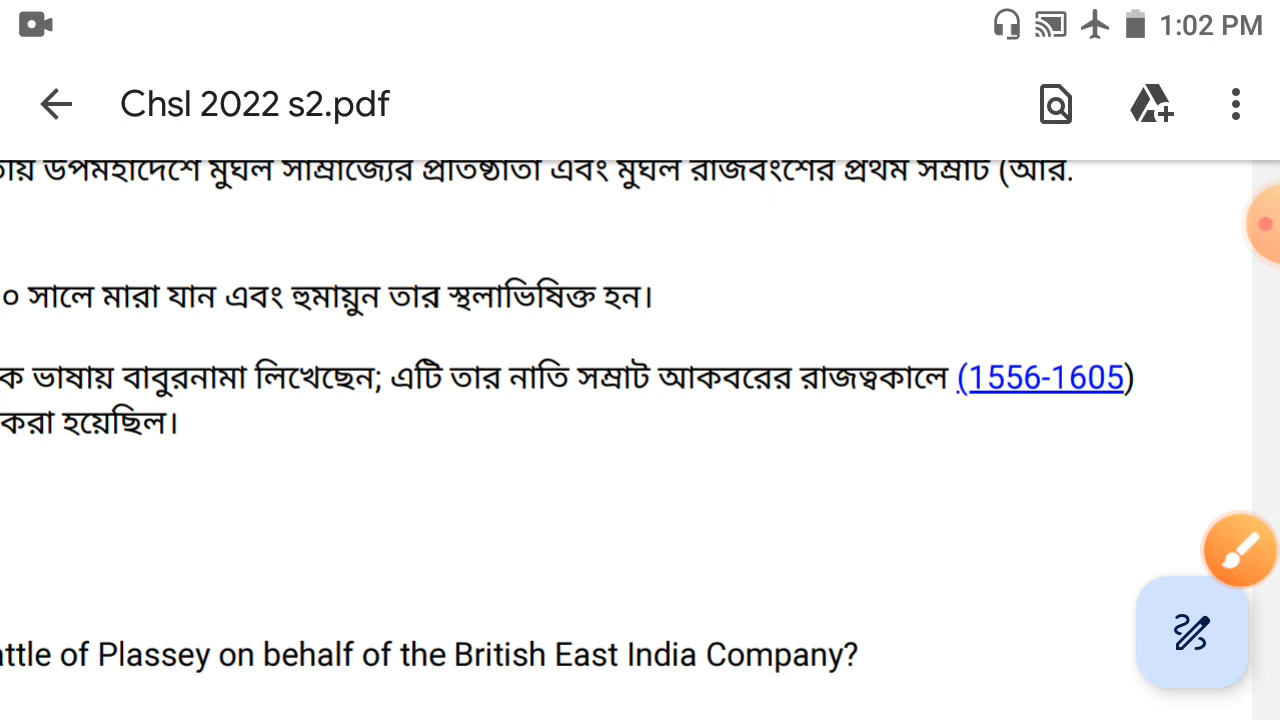 1:02 PM
Chsl 2022 s2.pdf
উপমহাদেশে মুঘল সাম্রাজ্যের প্রতিষ্ঠাতা এবং মুঘল রাজবংশের প্রথম সম্রাট (আর.
০ সালে মারা যান এবং হুমায়ুন তার স্থলাভিষিক্ত হন।
ক ভাষায় বাবুরনামা লিখেছেন; এটি তার নাতি সম্রাট আকবরের রাজত্বকালে (1556-1605)
করা হয়েছিল।
ttle of Plassey on behalf of the British East India Company?